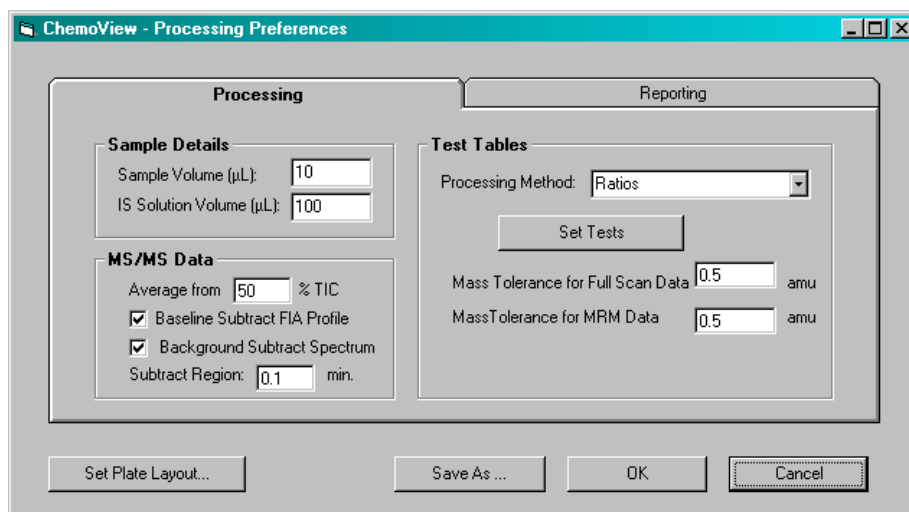 ChemoView - Processing Preferences
Processing
Reporting
Sample Details
Sample Volume (µL): 10
IS Solution Volume (µL): 100
MS/MS Data
Average from 50 % TIC
Baseline Subtract FIA Profile
Background Subtract Spectrum
Subtract Region: 0.1 min.
Test Tables
Processing Method: Ratios
Set Tests
Mass Tolerance for Full Scan Data 0.5 amu
MassTolerance for MRM Data 0.5 amu
Set Plate Layout...
Save As ...
OK
Cancel